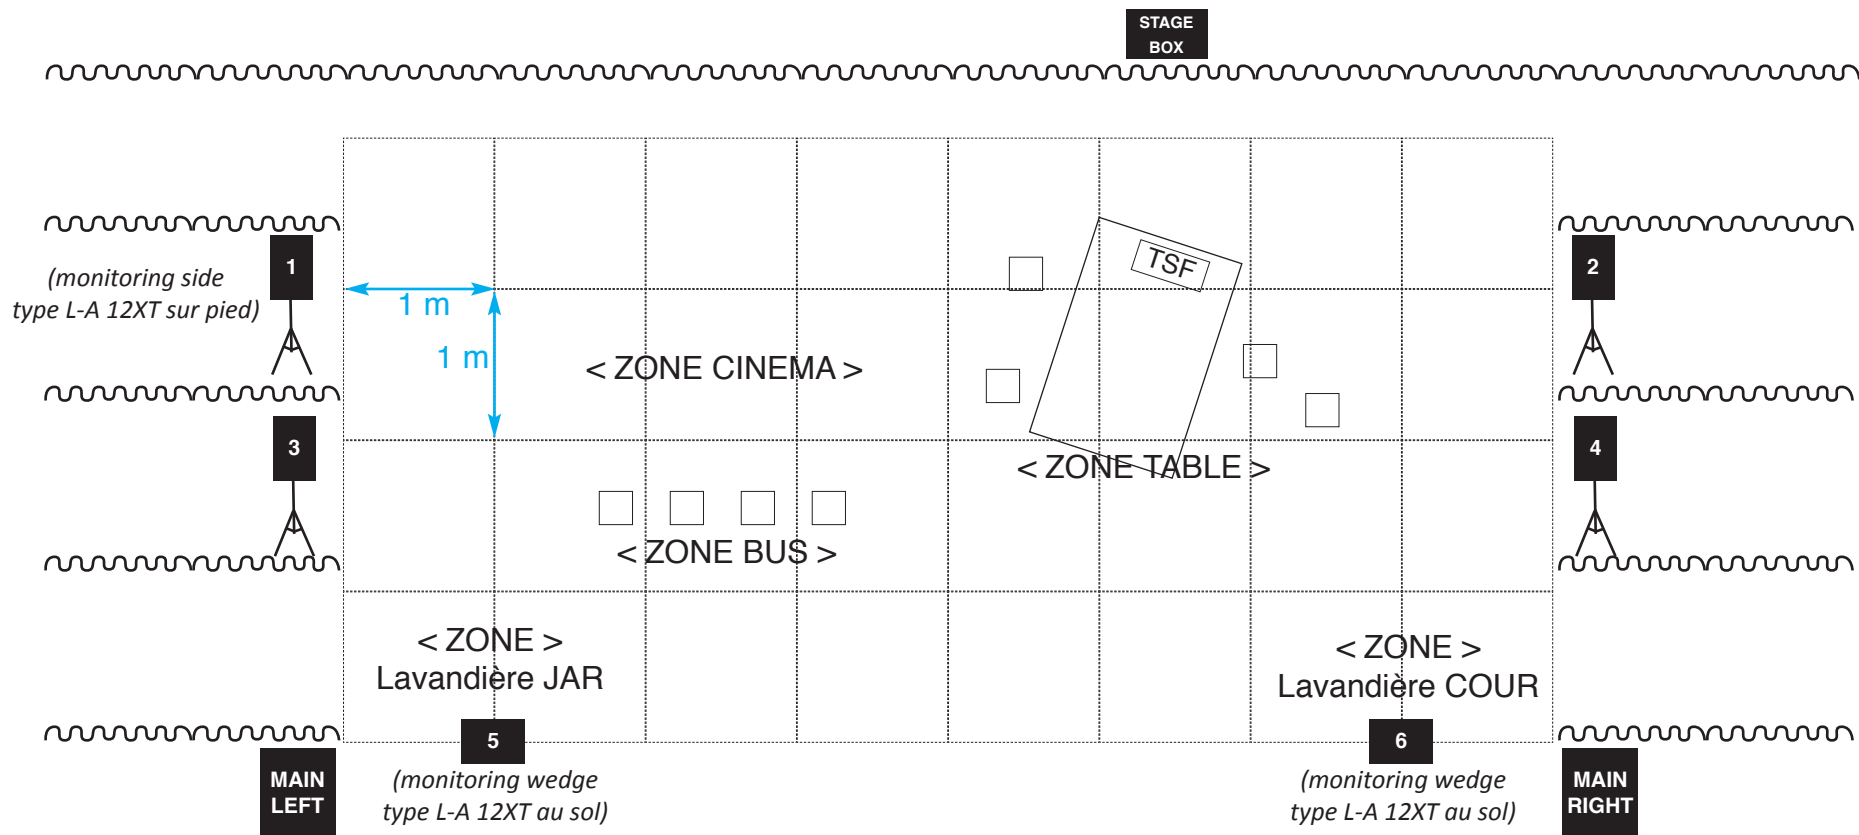 STAGE
BOX
1
(monitoring side
type L-A 12XT sur pied)
1 m
1 m
TSF
2
< ZONE CINEMA >
3
4
< ZONE TABLE >
< ZONE BUS >
< ZONE >
Lavandière JAR
< ZONE >
Lavandière COUR
5
6
MAIN
LEFT
(monitoring wedge
type L-A 12XT au sol)
(monitoring wedge
type L-A 12XT au sol)
MAIN
RIGHT